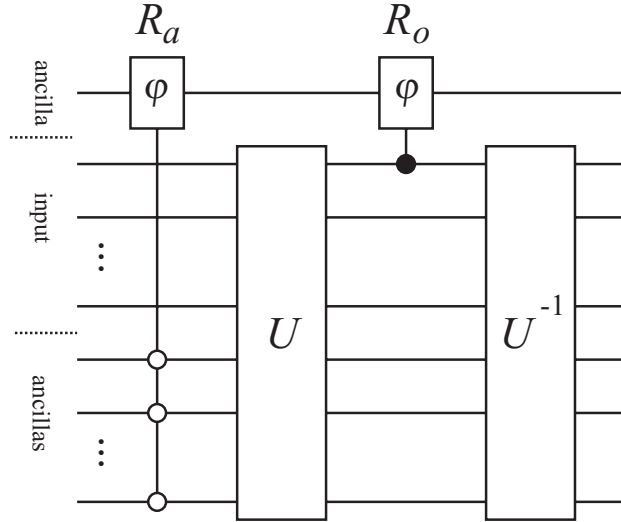 R_a R_o
ancilla
φ φ
input
...
U U^{-1}
ancillas
...